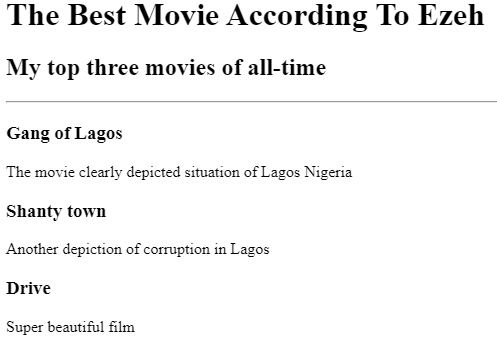 The Best Movie According To Ezeh
My top three movies of all-time
Gang of Lagos
The movie clearly depicted situation of Lagos Nigeria
Shanty town
Another depiction of corruption in Lagos
Drive
Super beautiful film